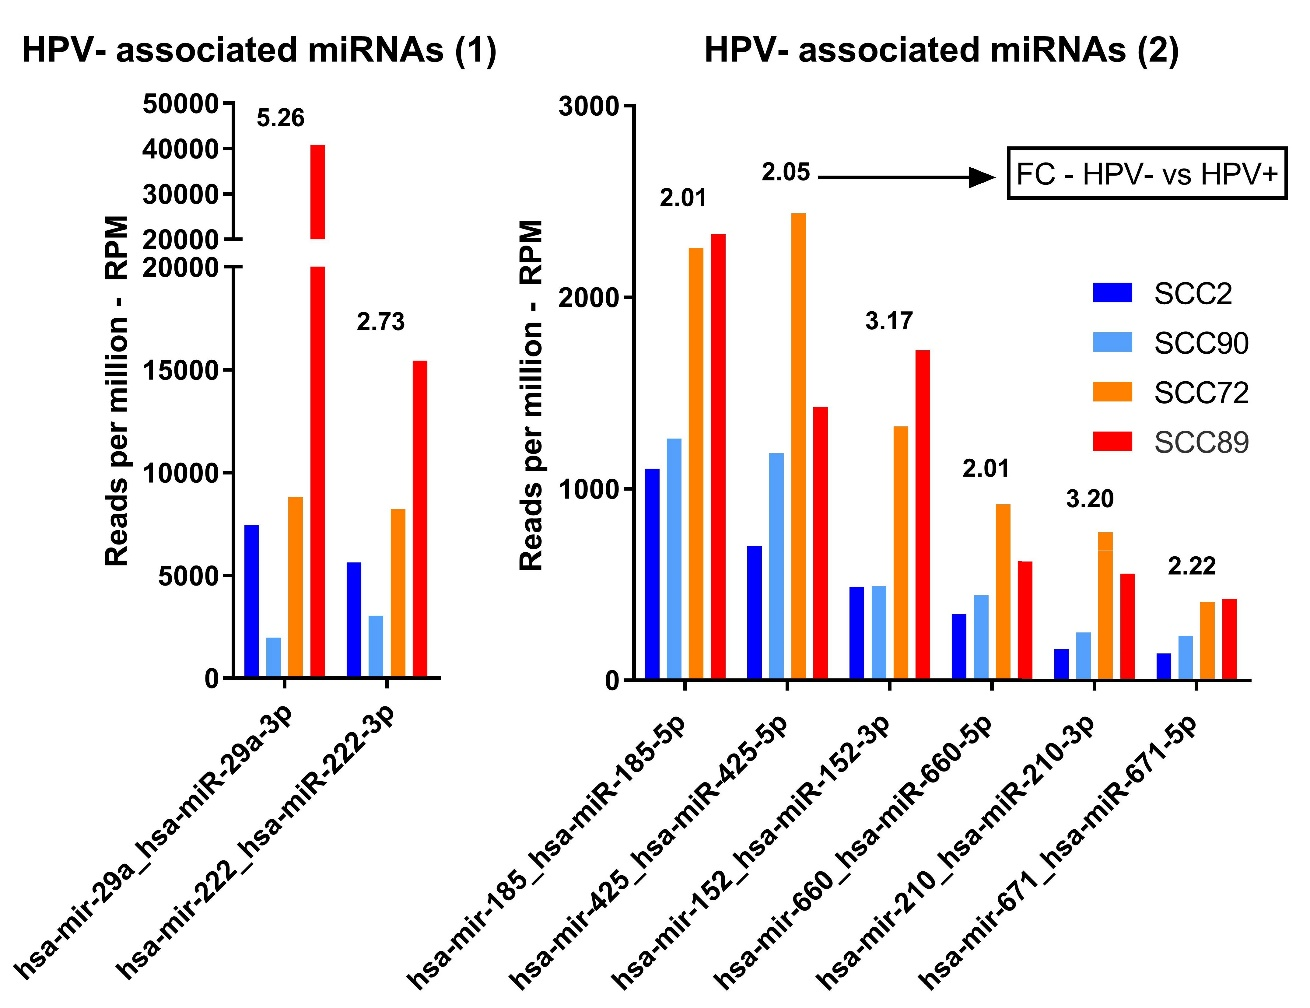 HPV- associated miRNAs (1)
50000
40000
30000
20000
20000
15000
10000
5000
0
Reads per million - RPM
5.26
2.73
hsa-mir-29a_hsa-miR-29a-3p
hsa-mir-222_hsa-miR-222-3p
HPV- associated miRNAs (2)
3000
2000
1000
0
Reads per million - RPM
2.01
2.05
3.17
2.01
3.20
2.22
FC - HPV- vs HPV+
SCC2
SCC90
SCC72
SCC89
hsa-mir-185_hsa-miR-185-5p
hsa-mir-425_hsa-miR-425-5p
hsa-mir-152_hsa-miR-152-3p
hsa-mir-660_hsa-miR-660-5p
hsa-mir-210_hsa-miR-210-3p
hsa-mir-671_hsa-miR-671-5p